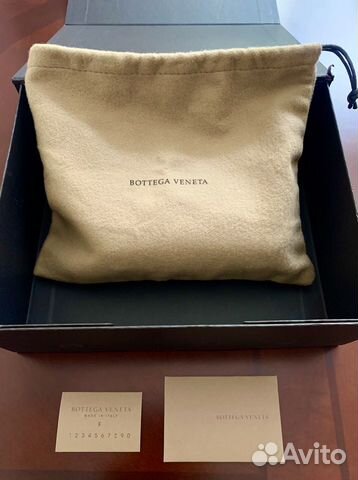 BOTTEGA VENETA
BOTTEGA VENETA
MADE IN ITALY
F
1234567890
BOTTEGA VENETA
Avito